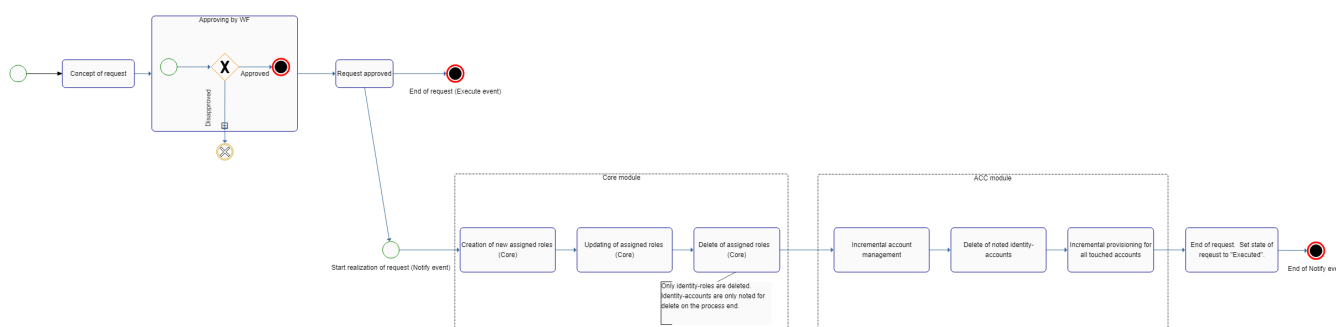 Approving by WF
Concept of request
X
Approved
Disapproved
Request approved
End of request (Execute event)
Start realization of request (Notify event)
Core module
Creation of new assigned roles
(Core)
Updating of assigned roles
(Core)
Delete of assigned roles
(Core)
Only identity-roles are deleted.
Identity-accounts are only noted for
delete on the process end.
ACC module
Incremental account
management
Delete of noted identity-
accounts
Incremental provisioning for
all touched accounts
End of request. Set state of
reqeust to "Executed".
End of Notify eve